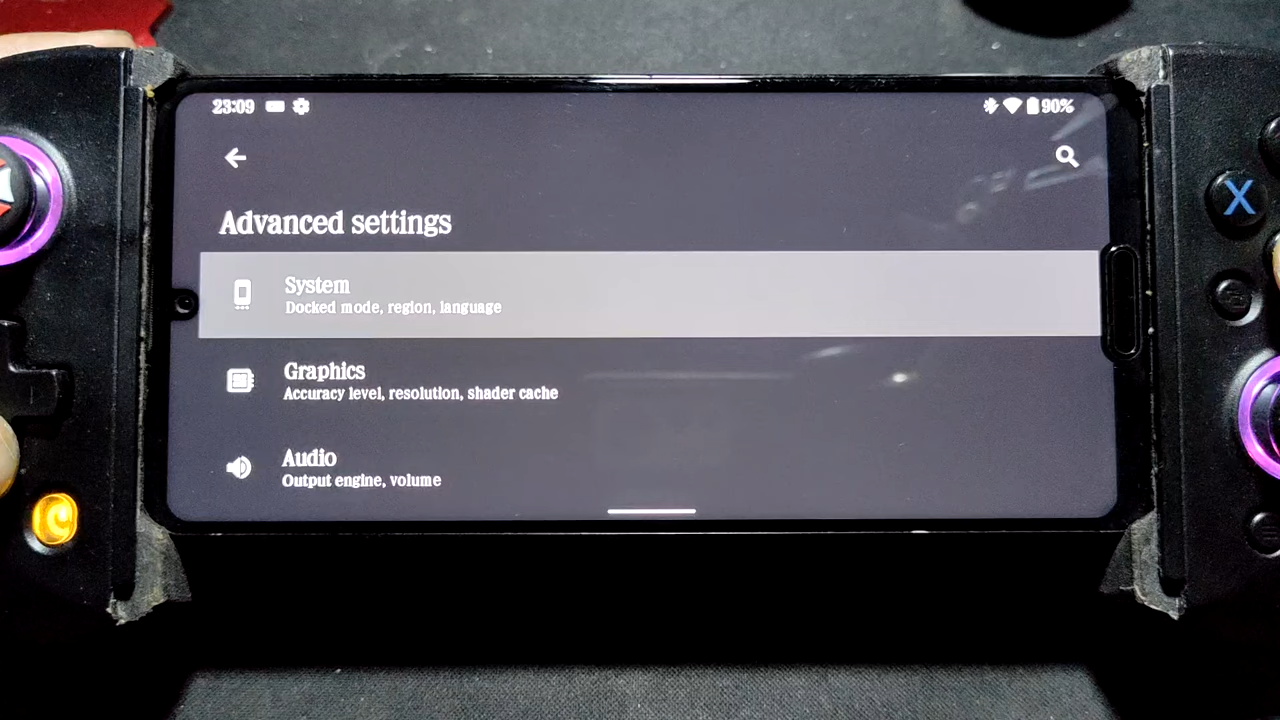 23:09 90%
Advanced settings
System
Docked mode, region, language
Graphics
Accuracy level, resolution, shader cache
Audio
Output engine, volume
X